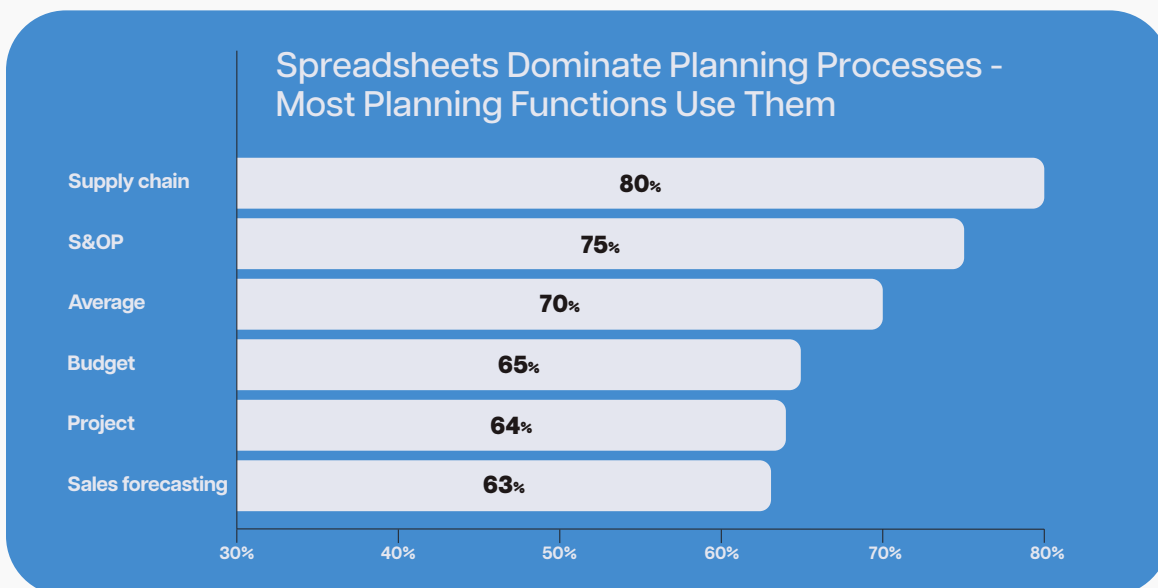 Spreadsheets Dominate Planning Processes -
Most Planning Functions Use Them
Supply chain 80%
S&OP 75%
Average 70%
Budget 65%
Project 64%
Sales forecasting 63%
30% 40% 50% 60% 70% 80%